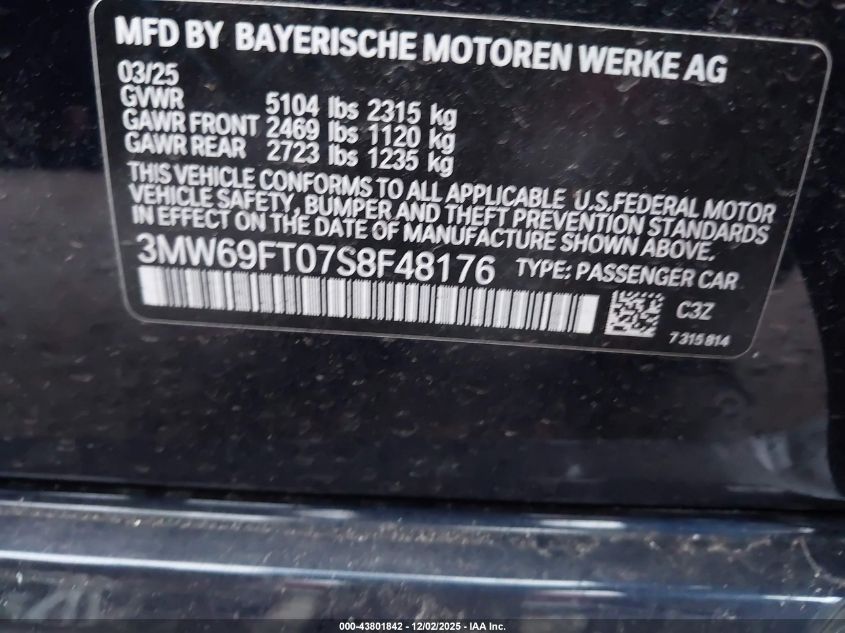 MFD BY BAYERISCHE MOTOREN WERKE AG
03/25
GVWR 5104 lbs 2315 kg
GAWR FRONT 2469 lbs 1120 kg
GAWR REAR 2723 lbs 1235 kg
THIS VEHICLE CONFORMS TO ALL APPLICABLE U.S.FEDERAL MOTOR
VEHICLE SAFETY, BUMPER AND THEFT PREVENTION STANDARDS
IN EFFECT ON THE DATE OF MANUFACTURE SHOWN ABOVE.
3MW69FT07S8F48176 TYPE: PASSENGER CAR
C3Z
7 315 814
000-43801842 - 12/02/2025 - IAA Inc.